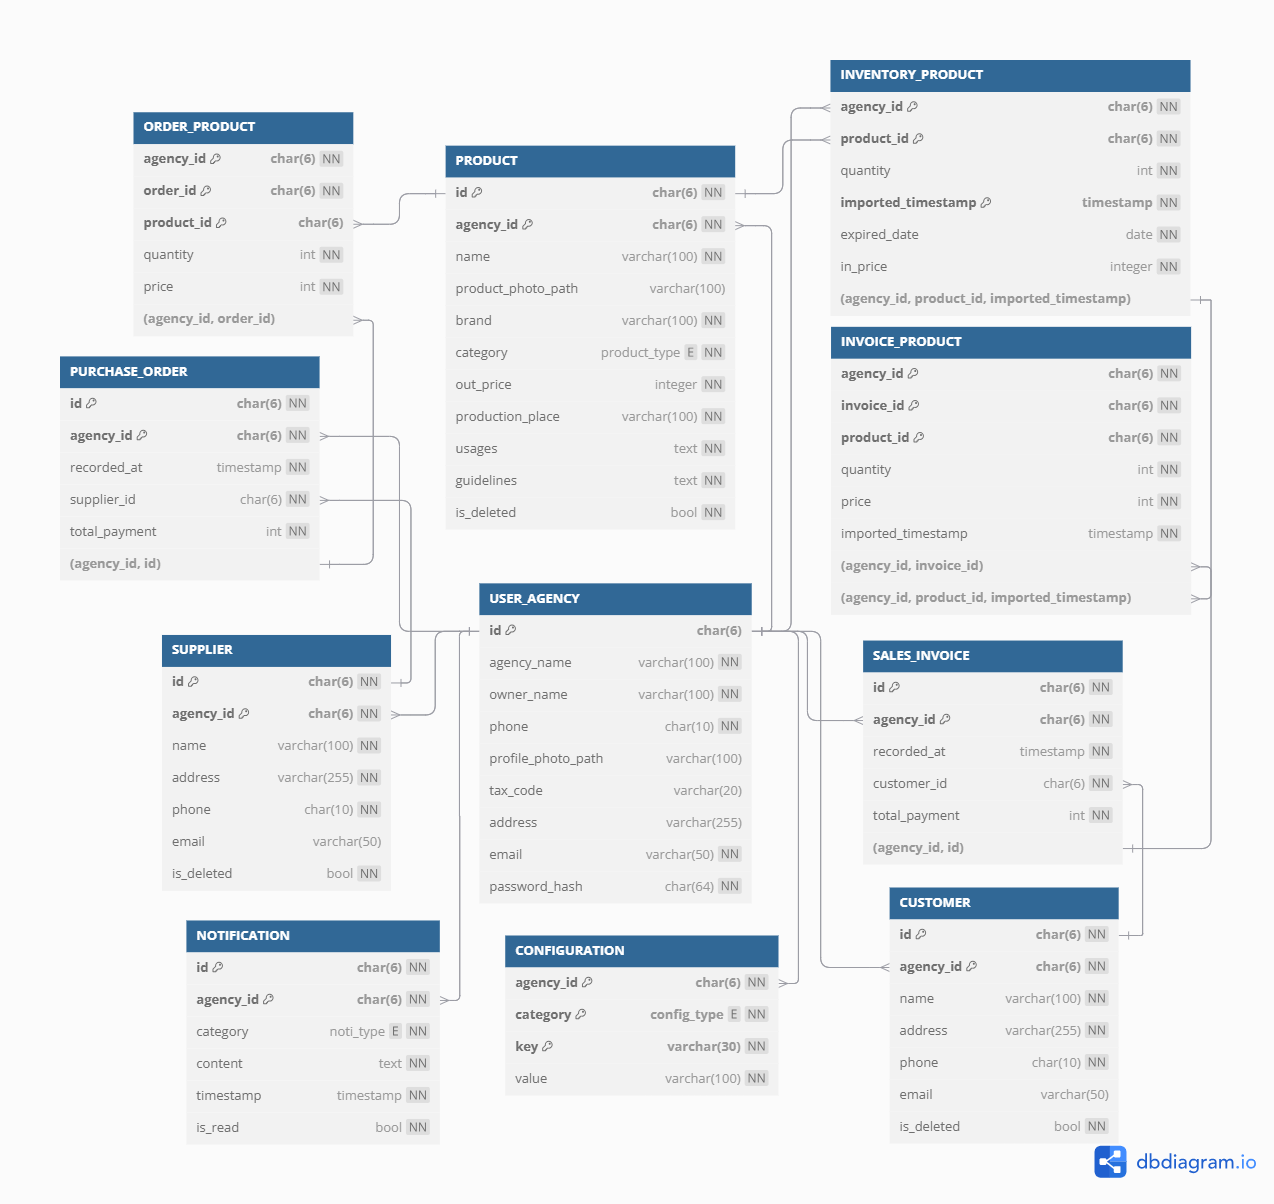 ORDER_PRODUCT
agency_id char(6) NN
order_id char(6) NN
product_id char(6)
quantity int NN
price int NN
(agency_id, order_id)
PURCHASE_ORDER
id char(6) NN
agency_id char(6) NN
recorded_at timestamp NN
supplier_id char(6) NN
total_payment int NN
(agency_id, id)
SUPPLIER
id char(6) NN
agency_id char(6) NN
name varchar(100) NN
address varchar(255) NN
phone char(10) NN
email varchar(50)
is_deleted bool NN
NOTIFICATION
id char(6) NN
agency_id char(6) NN
category noti_type E NN
content text NN
timestamp timestamp NN
is_read bool NN
PRODUCT
id char(6) NN
agency_id char(6) NN
name varchar(100) NN
product_photo_path varchar(100)
brand varchar(100) NN
category product_type E NN
out_price integer NN
production_place varchar(100) NN
usages text NN
guidelines text NN
is_deleted bool NN
USER_AGENCY
id char(6)
agency_name varchar(100) NN
owner_name varchar(100) NN
phone char(10) NN
profile_photo_path varchar(100)
tax_code varchar(20)
address varchar(255)
email varchar(50) NN
password_hash char(64) NN
CONFIGURATION
agency_id char(6) NN
category config_type E NN
key varchar(30) NN
value varchar(100) NN
INVENTORY_PRODUCT
agency_id char(6) NN
product_id char(6) NN
quantity int NN
imported_timestamp timestamp NN
expired_date date NN
in_price integer NN
(agency_id, product_id, imported_timestamp)
INVOICE_PRODUCT
agency_id char(6) NN
invoice_id char(6) NN
product_id char(6) NN
quantity int NN
price int NN
imported_timestamp timestamp NN
(agency_id, invoice_id)
(agency_id, product_id, imported_timestamp)
SALES_INVOICE
id char(6) NN
agency_id char(6) NN
recorded_at timestamp NN
customer_id char(6) NN
total_payment int NN
(agency_id, id)
CUSTOMER
id char(6) NN
agency_id char(6) NN
name varchar(100) NN
address varchar(255) NN
phone char(10) NN
email varchar(50)
is_deleted bool NN
dbdiagram.io